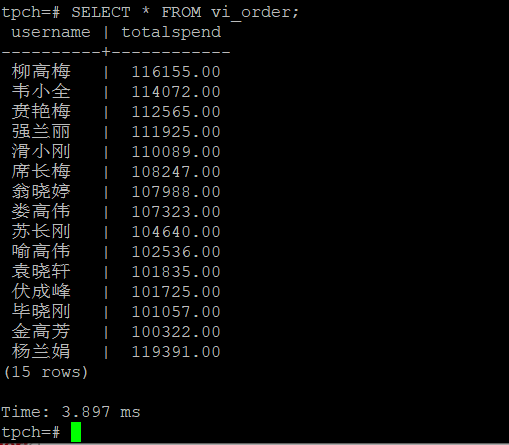 tpch=# SELECT * FROM vi_order;
 username | totalspend
----------+------------
 柳高梅   |  116155.00
 韦小全   |  114072.00
 贲艳梅   |  112565.00
 强兰丽   |  111925.00
 滑小刚   |  110089.00
 席长梅   |  108247.00
 翁晓婷   |  107988.00
 娄高伟   |  107323.00
 苏长刚   |  104640.00
 喻高伟   |  102536.00
 袁晓轩   |  101835.00
 伏成峰   |  101725.00
 毕晓刚   |  101057.00
 金高芳   |  100322.00
 杨兰娟   |  119391.00
(15 rows)

Time: 3.897 ms
tpch=#